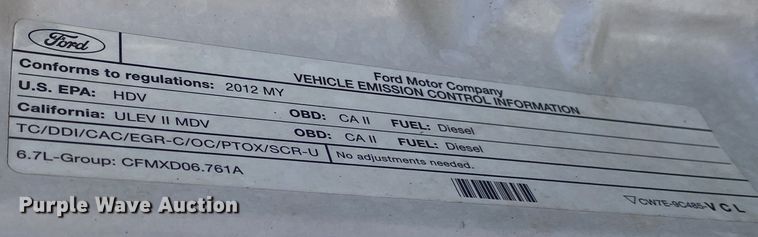 Ford
Ford Motor Company
VEHICLE EMISSION CONTROL INFORMATION
Conforms to regulations: 2012 MY
U.S. EPA: HDV OBD: CA II FUEL: Diesel
California: ULEV II MDV OBD: CA II FUEL: Diesel
TC/DDI/CAC/EGR-C/OC/PTOX/SCR-U No adjustments needed.
6.7L-Group: CFMXD06.761A
CW7E-9C485-V C L
Purple Wave Auction